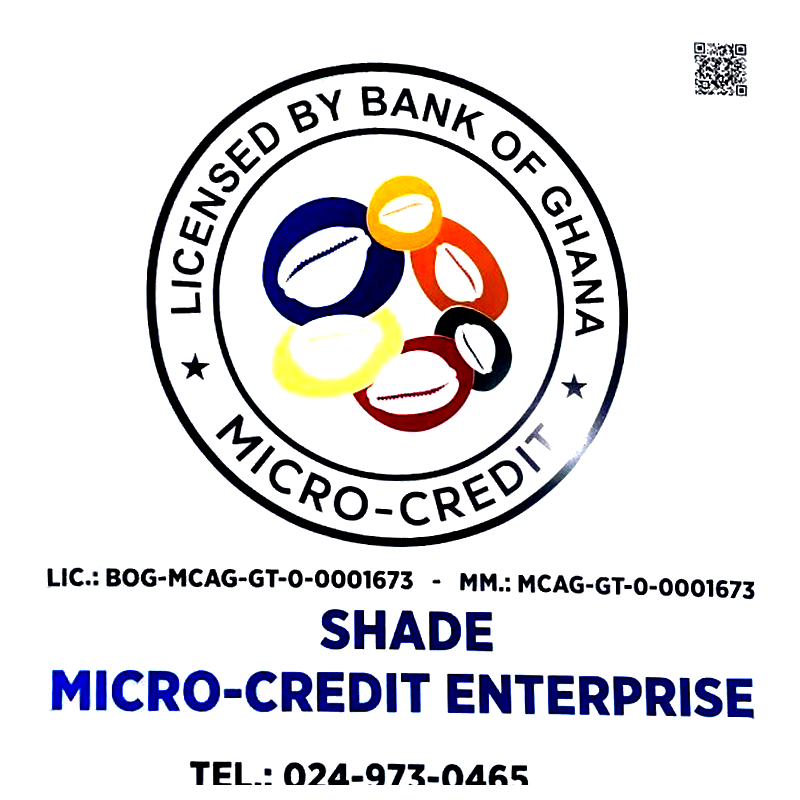 LICENSED BY BANK OF GHANA
MICRO-CREDIT
LIC.: BOG-MCAG-GT-0-0001673 - MM.: MCAG-GT-0-0001673
SHADE
MICRO-CREDIT ENTERPRISE
TEL.: 024-973-0465